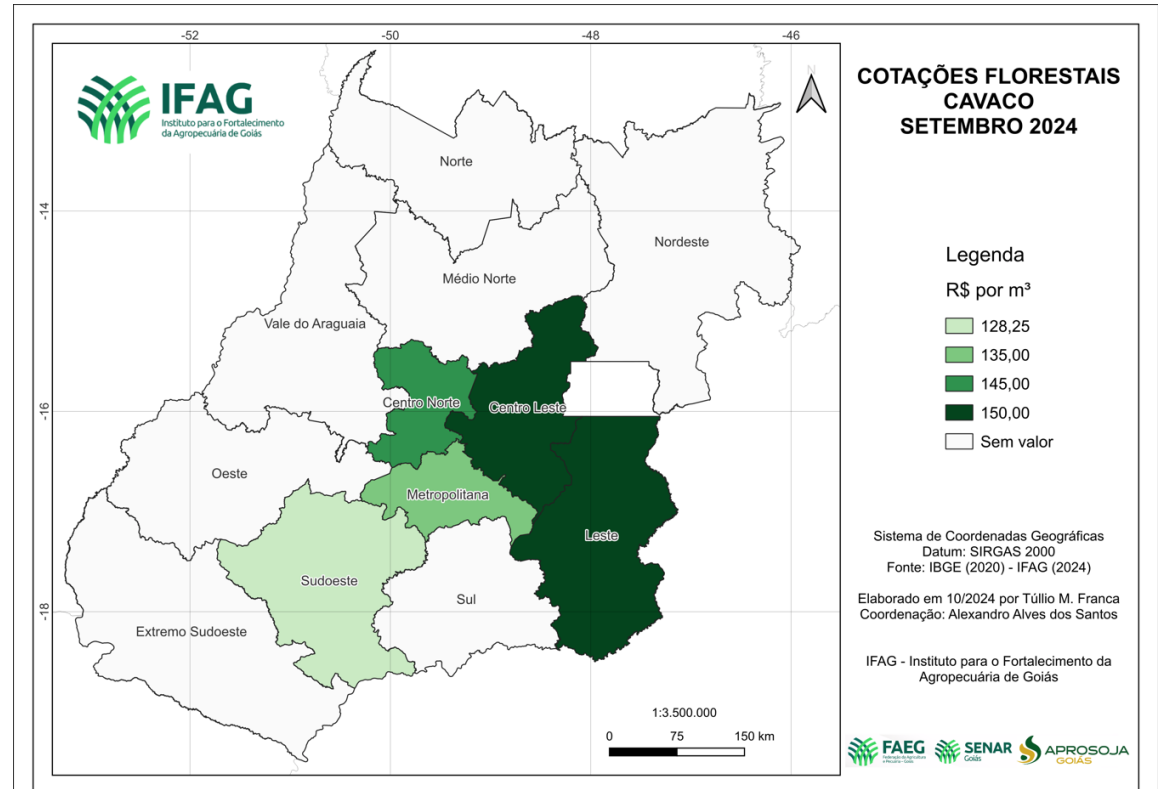 -52
-50
-48
-46
-14
-16
-18
IFAG
Instituto para o Fortalecimento
da Agropecuária de Goiás
N
Norte
Nordeste
Médio Norte
Vale do Araguaia
Centro Norte
Centro Leste
Oeste
Metropolitana
Leste
Sudoeste
Sul
Extremo Sudoeste
1:3.500.000
0 75 150 km
COTAÇÕES FLORESTAIS
CAVACO
SETEMBRO 2024
Legenda
R$ por m³
128,25
135,00
145,00
150,00
Sem valor
Sistema de Coordenadas Geográficas
Datum: SIRGAS 2000
Fonte: IBGE (2020) - IFAG (2024)
Elaborado em 10/2024 por Túllio M. Franca
Coordenação: Alexandro Alves dos Santos
IFAG - Instituto para o Fortalecimento da
Agropecuária de Goiás
FAEG
SENAR
Goiás
APROSOJA
GOIÁS